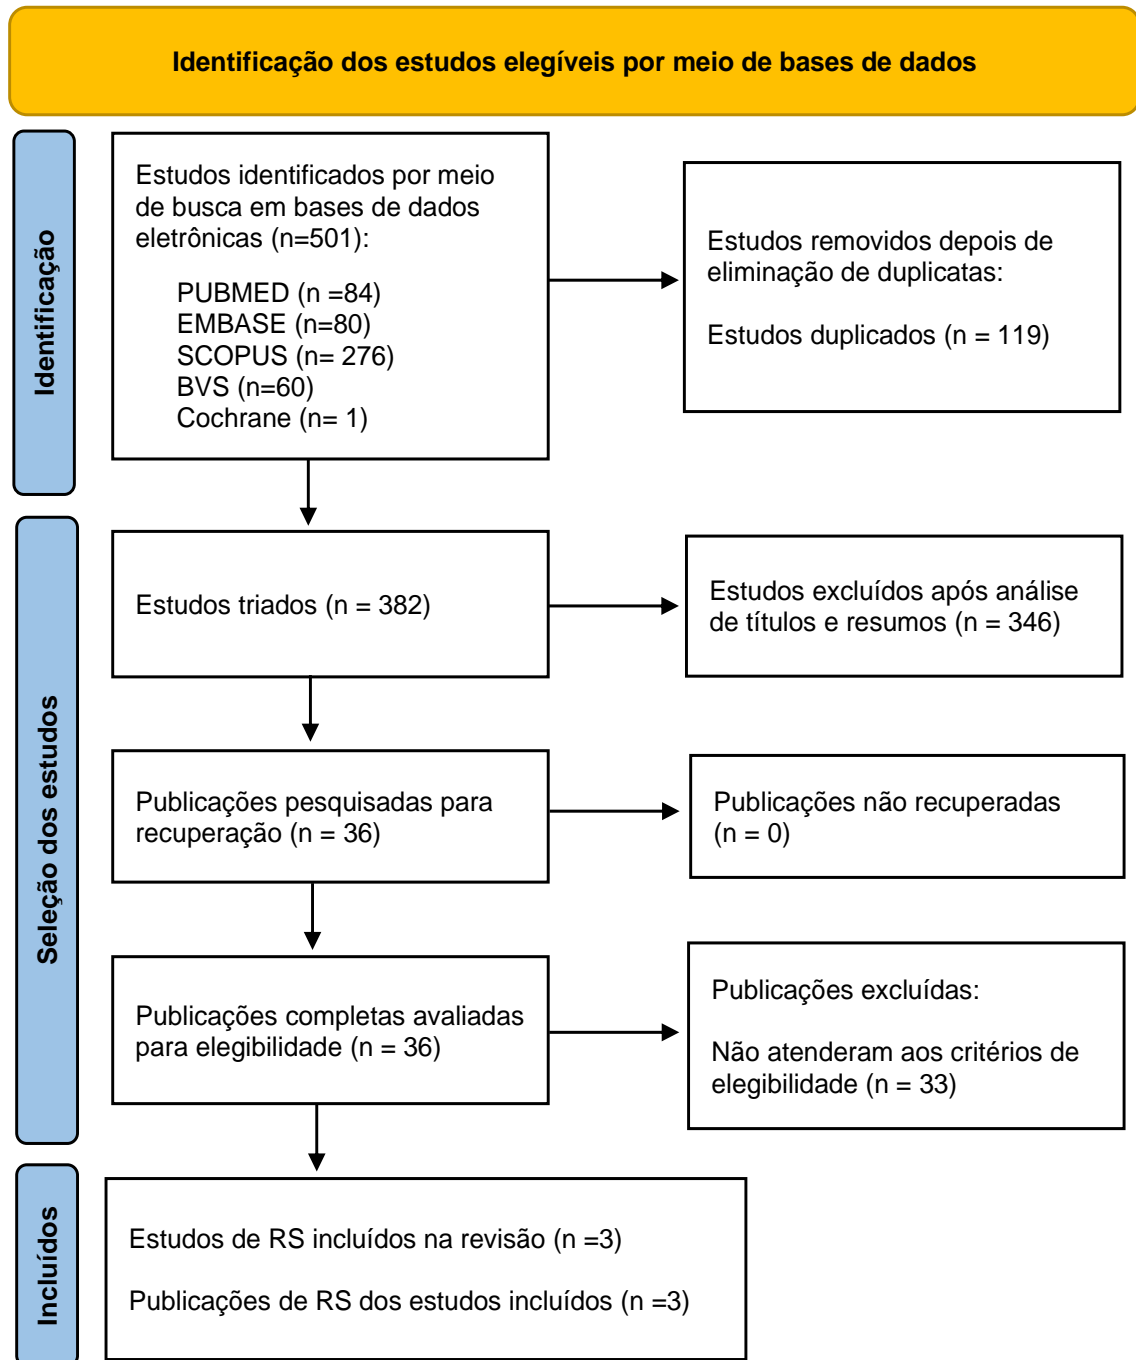 Identificação dos estudos elegíveis por meio de bases de dados
Identificação
Estudos identificados por meio
de busca em bases de dados
eletrônicas (n=501):
PUBMED (n =84)
EMBASE (n=80)
SCOPUS (n= 276)
BVS (n=60)
Cochrane (n= 1)
Estudos removidos depois de
eliminação de duplicatas:
Estudos duplicados (n = 119)
Seleção dos estudos
Estudos triados (n = 382)
Estudos excluídos após análise
de títulos e resumos (n = 346)
Publicações pesquisadas para
recuperação (n = 36)
Publicações não recuperadas
(n = 0)
Publicações completas avaliadas
para elegibilidade (n = 36)
Publicações excluídas:
Não atenderam aos critérios de
elegibilidade (n = 33)
Incluídos
Estudos de RS incluídos na revisão (n =3)
Publicações de RS dos estudos incluídos (n =3)